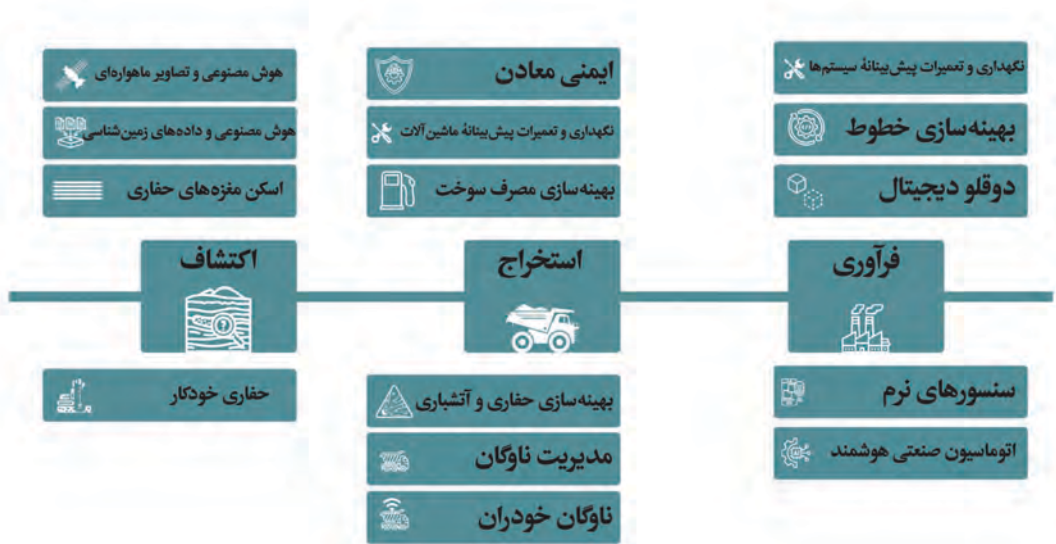 نگهداری و تعمیرات پیش‌بینانهٔ سیستم‌ها
بهینه‌سازی خطوط
دوقلو دیجیتال
فرآوری
سنسورهای نرم
اتوماسیون صنعتی هوشمند
ایمنی معادن
نگهداری و تعمیرات پیش‌بینانهٔ ماشین‌آلات
بهینه‌سازی مصرف سوخت
استخراج
بهینه‌سازی حفاری و آتشباری
مدیریت ناوگان
ناوگان خودران
هوش مصنوعی و تصاویر ماهواره‌ای
هوش مصنوعی و داده‌های زمین‌شناسی
اسکن مغزه‌های حفاری
اکتشاف
حفاری خودکار